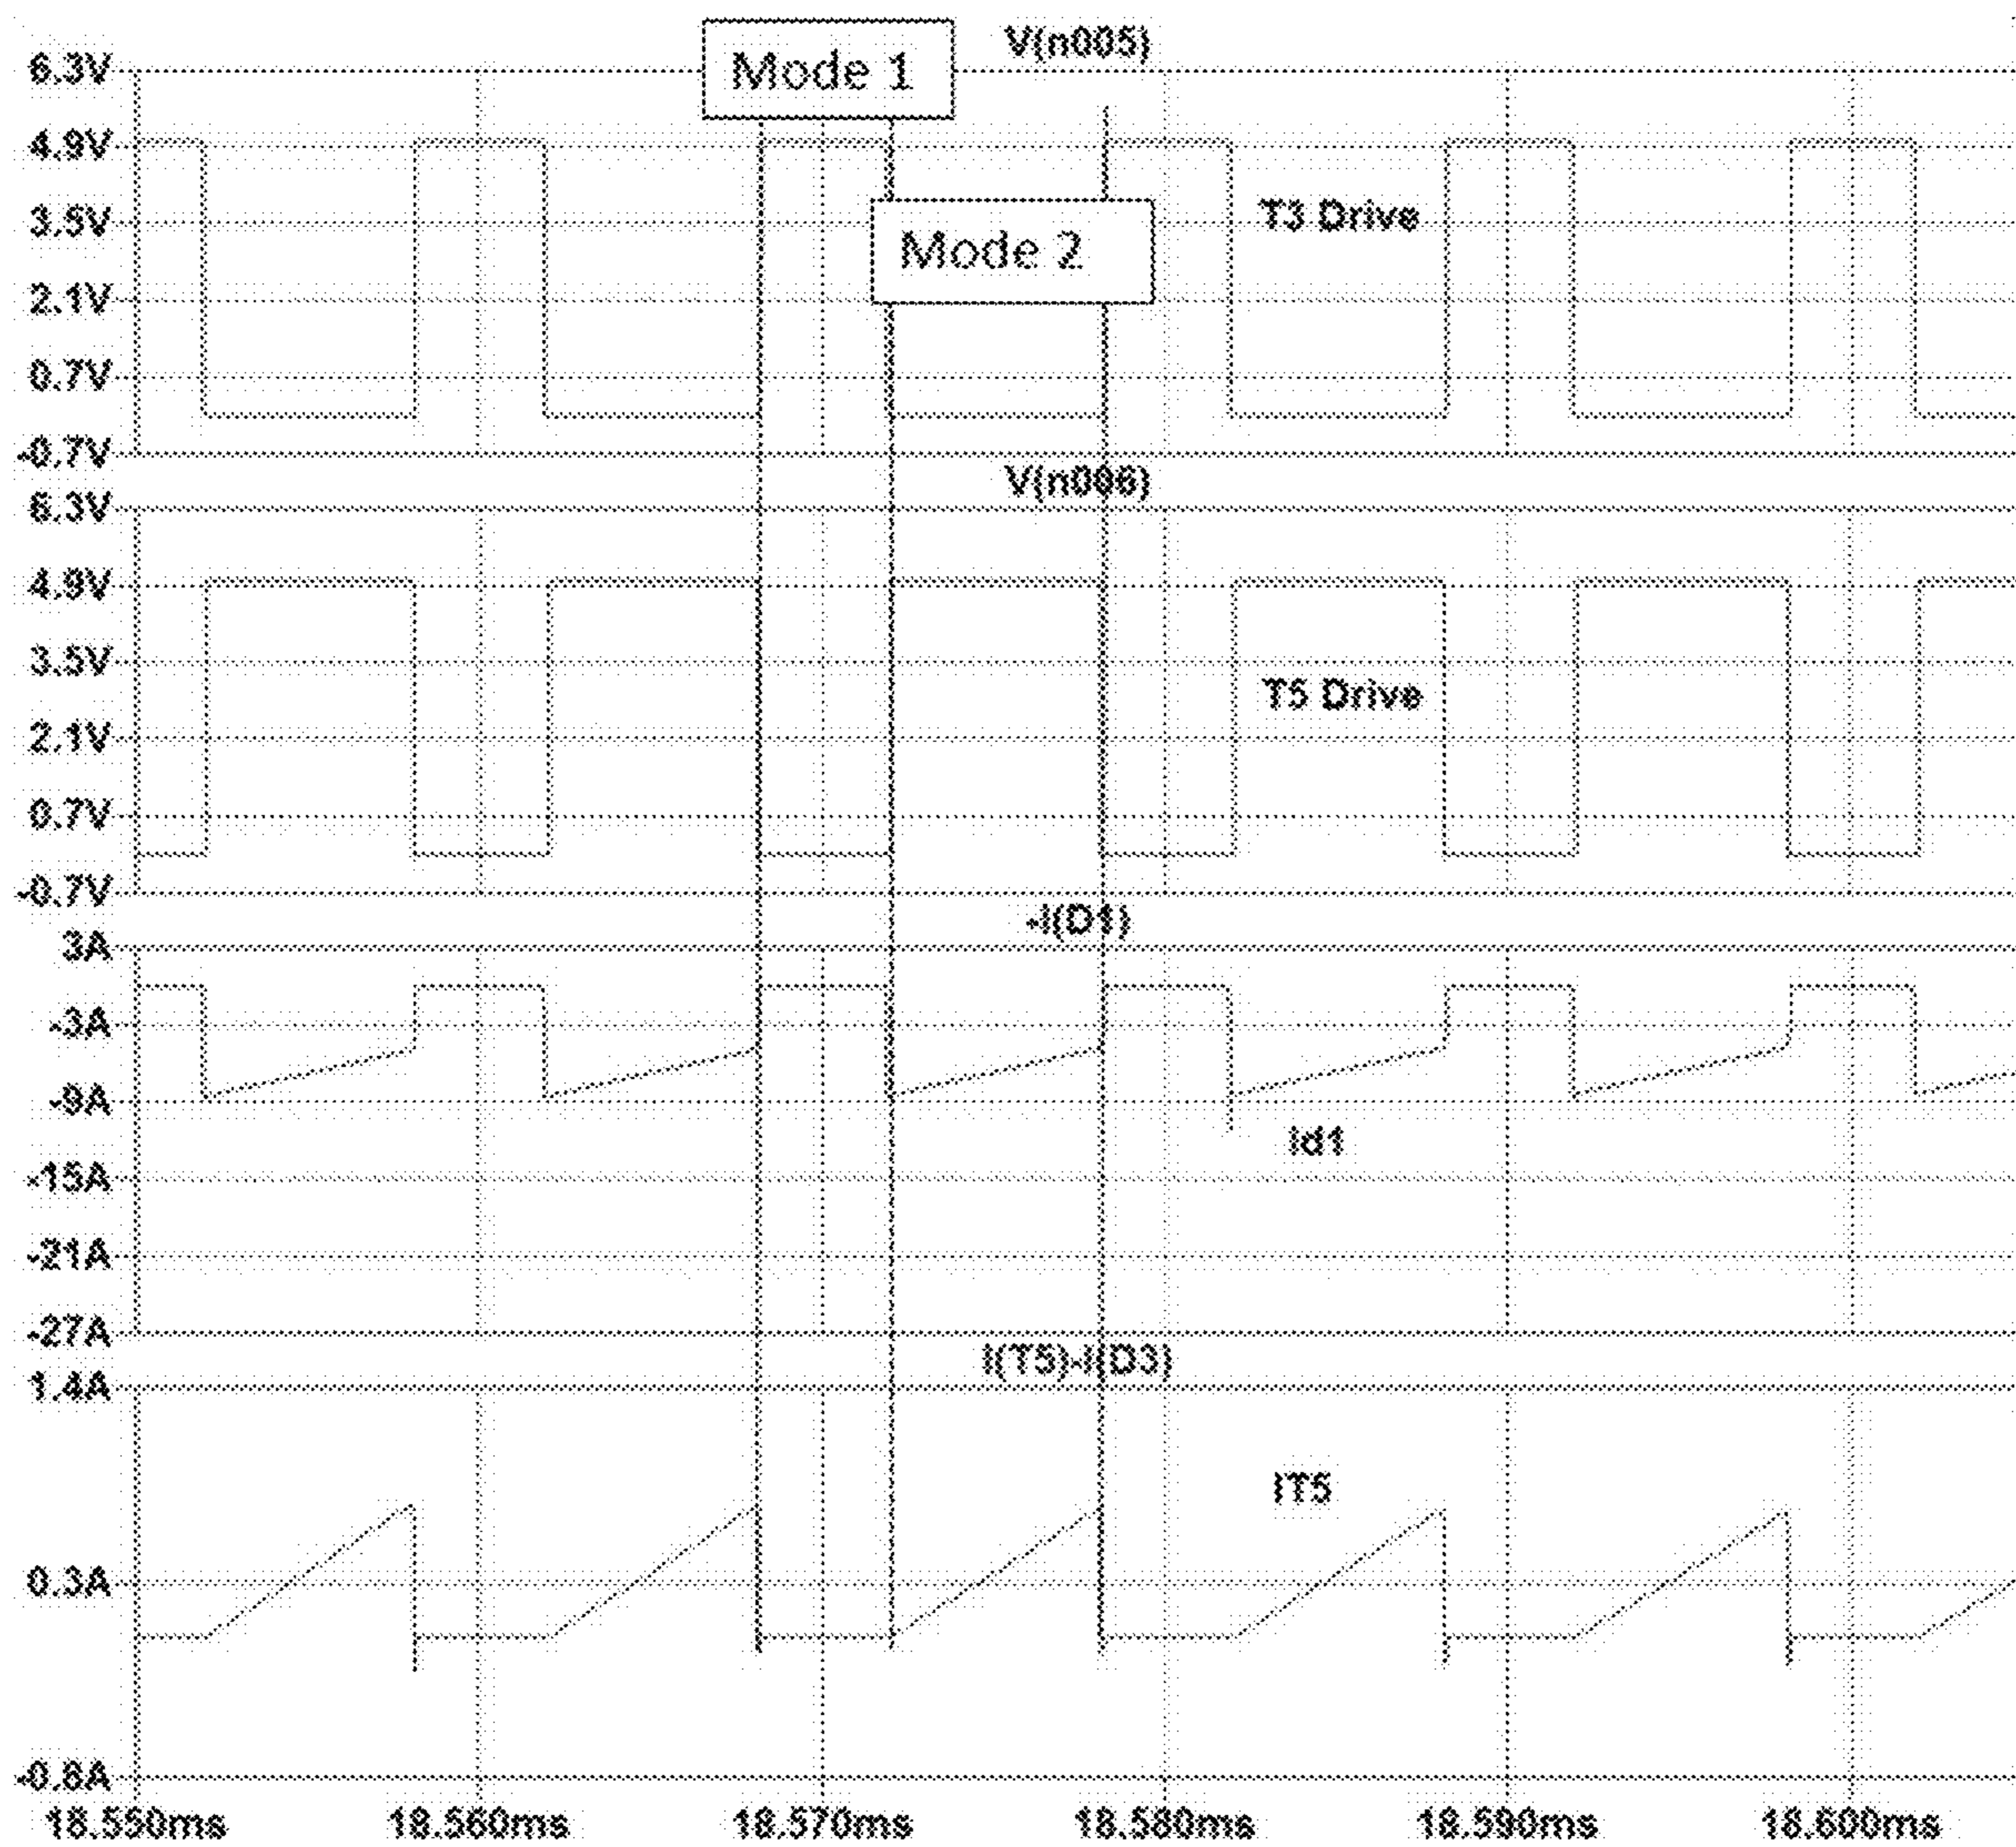 V(n005)
Mode 1
6.3V
4.9V
3.5V
2.1V
0.7V
-0.7V
Mode 2
T3 Drive
V(n006)
6.3V
4.9V
3.5V
2.1V
0.7V
-0.7V
T5 Drive
-I(D1)
3A
-3A
-9A
-15A
-21A
-27A
Id1
I(T5)-I(D3)
1.4A
0.3A
-0.8A
IT5
18.550ms 18.560ms 18.570ms 18.580ms 18.590ms 18.600ms